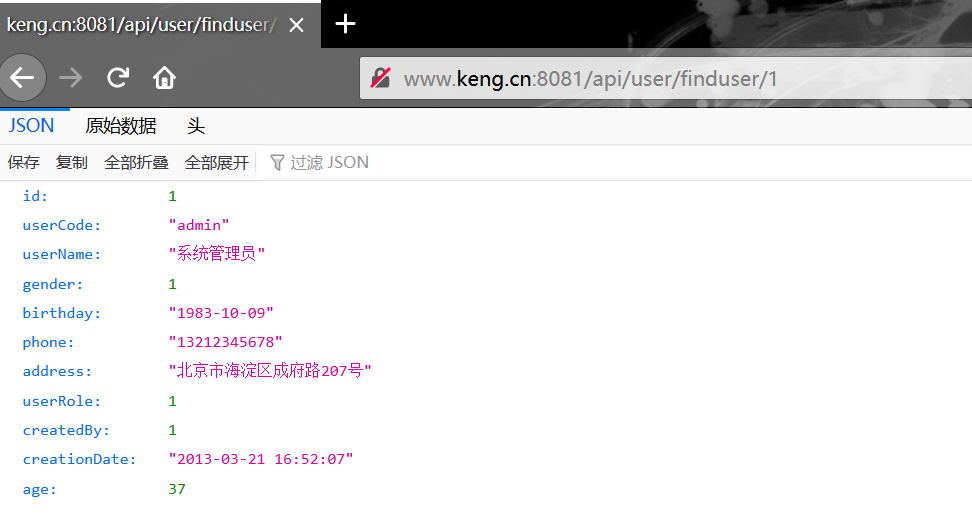 keng.cn:8081/api/user/finduser/
www.keng.cn:8081/api/user/finduser/1
JSON 原始数据 头
保存 复制 全部折叠 全部展开 过滤 JSON
id: 1
userCode: "admin"
userName: "系统管理员"
gender: 1
birthday: "1983-10-09"
phone: "13212345678"
address: "北京市海淀区成府路207号"
userRole: 1
createdBy: 1
creationDate: "2013-03-21 16:52:07"
age: 37